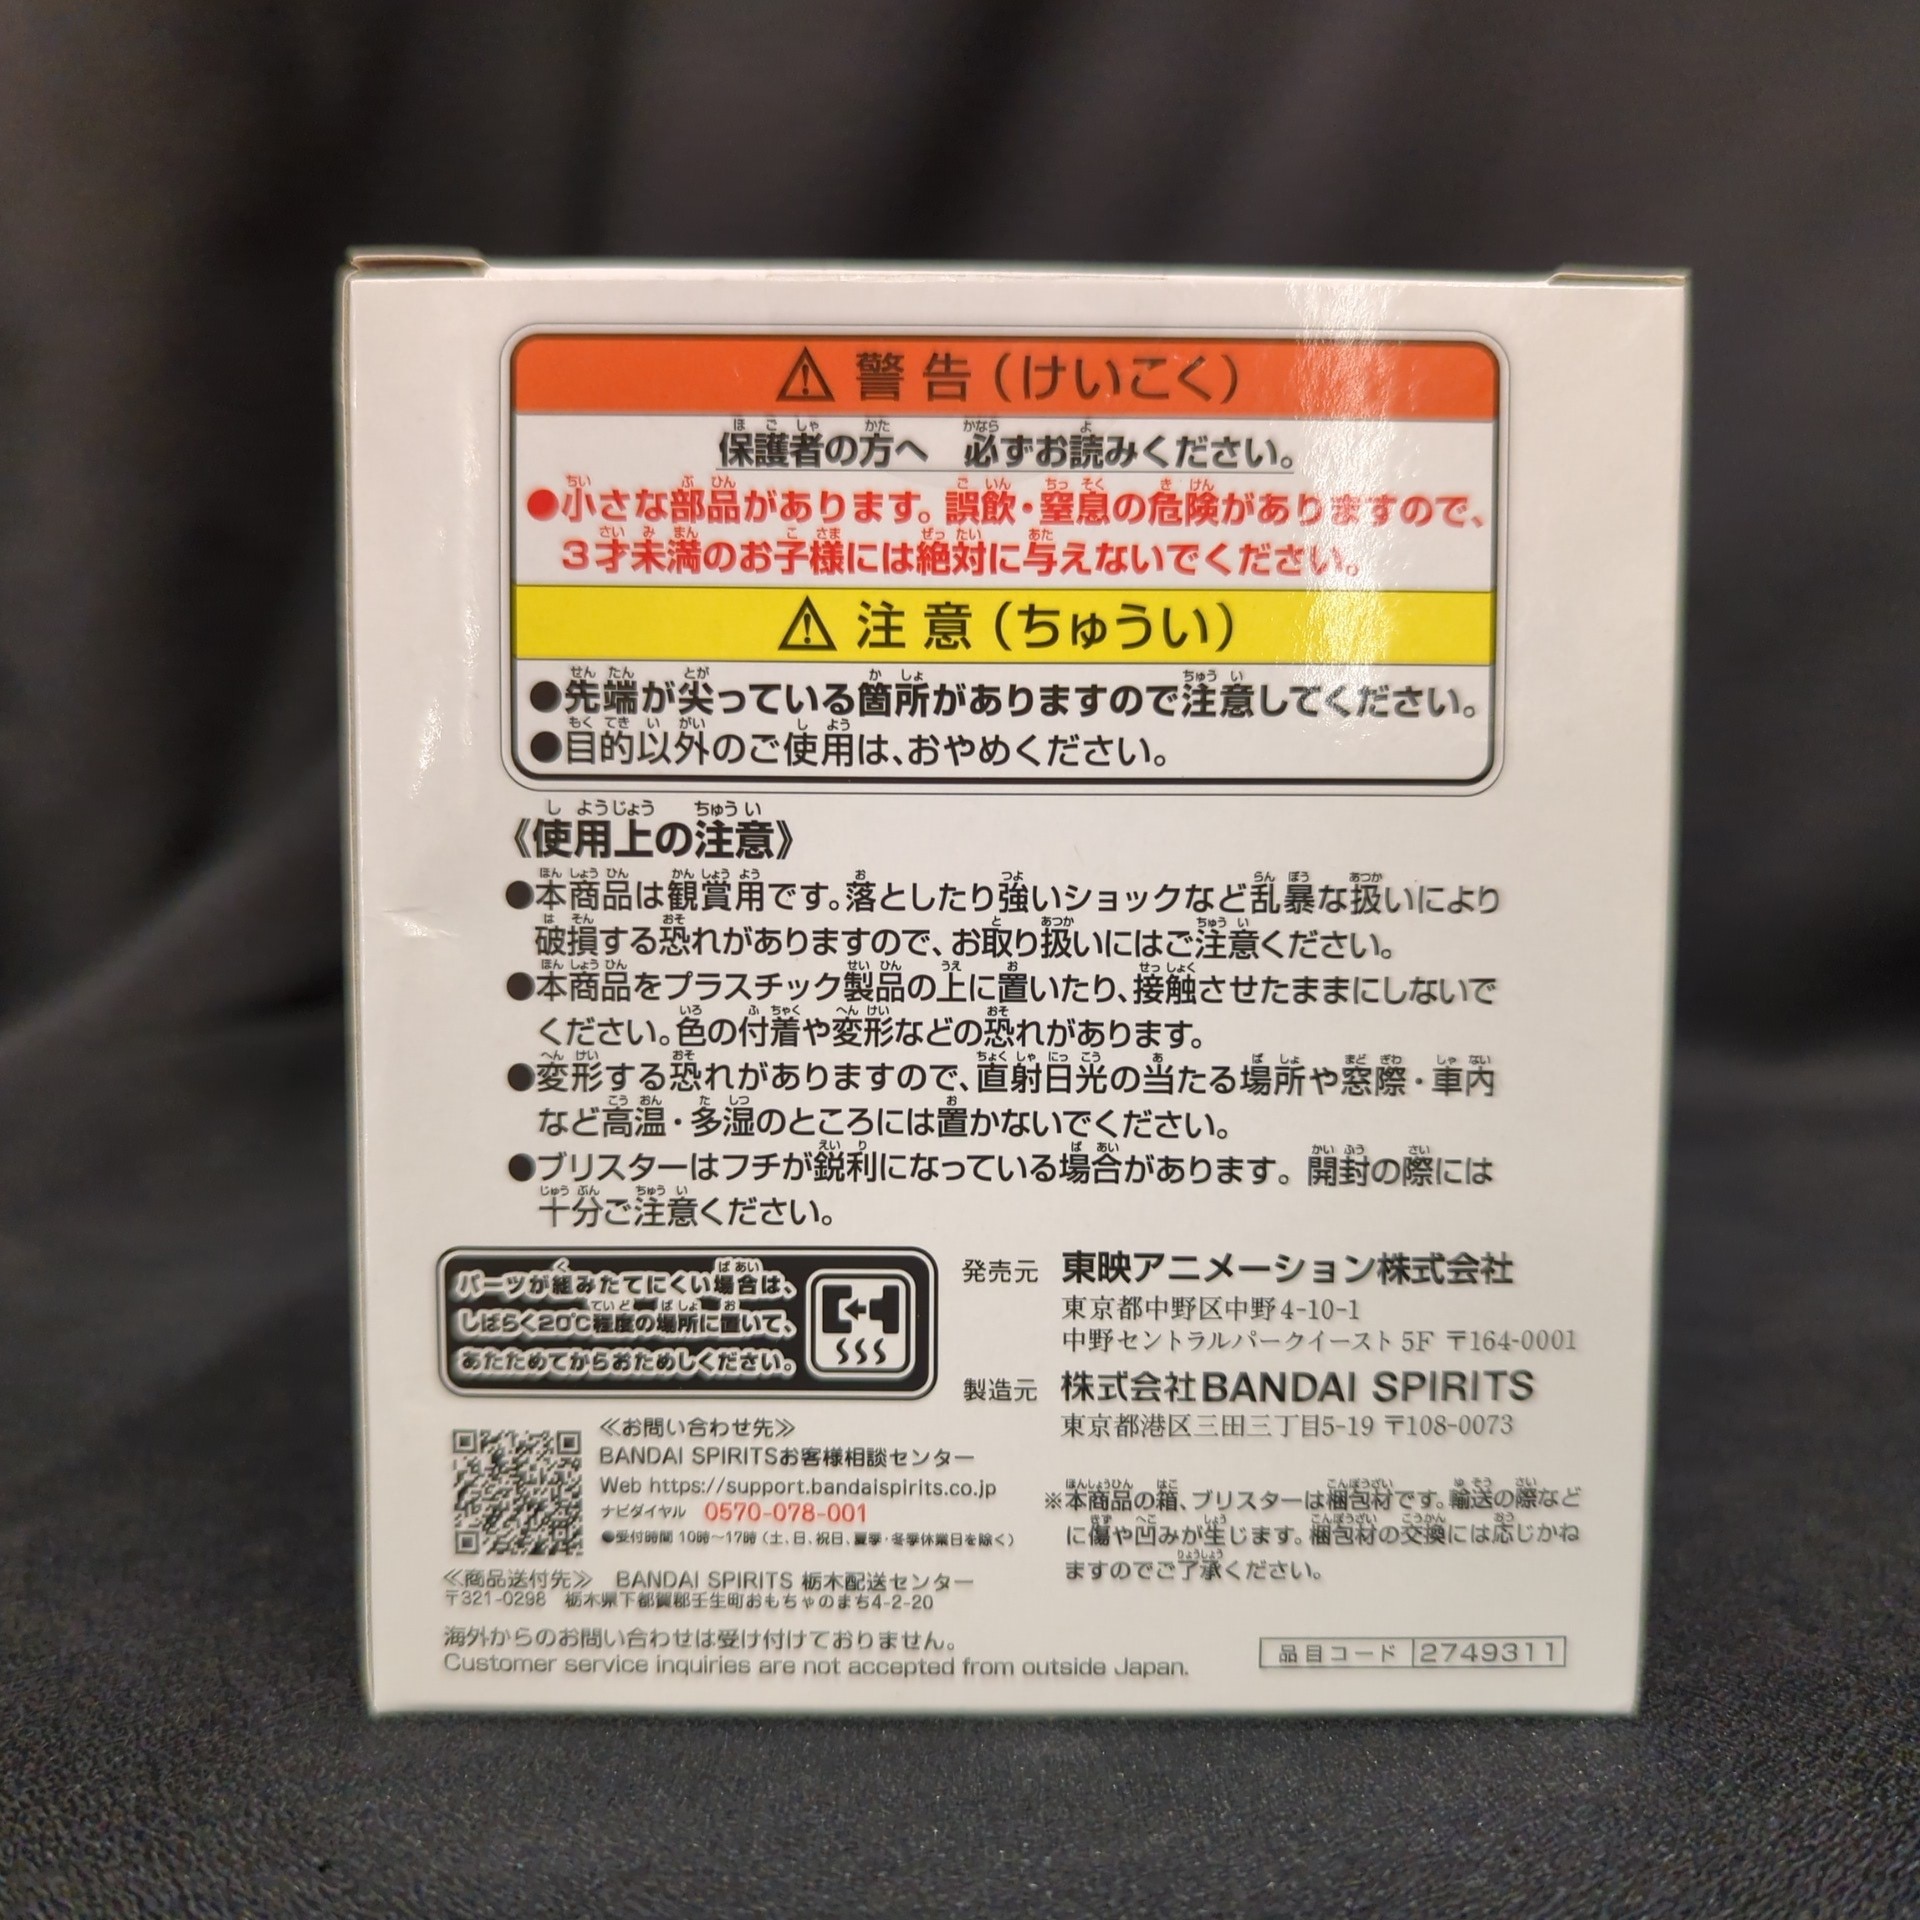 ⚠ 警告（けいこく）
保護者の方へ　必ずお読みください。
●小さな部品があります。誤飲・窒息の危険がありますので、
３才未満のお子様には絶対に与えないでください。
⚠ 注意（ちゅうい）
●先端が尖っている箇所がありますので注意してください。
●目的以外のご使用は、おやめください。
《使用上の注意》
●本商品は観賞用です。落としたり強いショックなど乱暴な扱いにより
破損する恐れがありますので、お取り扱いにはご注意ください。
●本商品をプラスチック製品の上に置いたり、接触させたままにしないで
ください。色の付着や変形などの恐れがあります。
●変形する恐れがありますので、直射日光の当たる場所や窓際・車内
など高温・多湿のところには置かないでください。
●ブリスターはフチが鋭利になっている場合があります。開封の際には
十分ご注意ください。
パーツが組みたてにくい場合は、
しばらく20℃程度の場所に置いて、
あたためてからおためしください。
発売元　東映アニメーション株式会社
東京都中野区中野4-10-1
中野セントラルパークイースト 5F 〒164-0001
製造元　株式会社BANDAI SPIRITS
東京都港区三田三丁目5-19 〒108-0073
≪お問い合わせ先≫
BANDAI SPIRITSお客様相談センター
Web https://support.bandaispirits.co.jp
ナビダイヤル 0570-078-001
●受付時間 10時～17時（土、日、祝日、夏季・冬季休業日を除く）
≪商品送付先≫　BANDAI SPIRITS 栃木配送センター
〒321-0298　栃木県下都賀郡壬生町おもちゃのまち4-2-20
海外からのお問い合わせは受け付けておりません。
Customer service inquiries are not accepted from outside Japan.
※本商品の箱、ブリスターは梱包材です。輸送の際など
に傷や凹みが生じます。梱包材の交換には応じかね
ますのでご了承ください。
品目コード 2749311